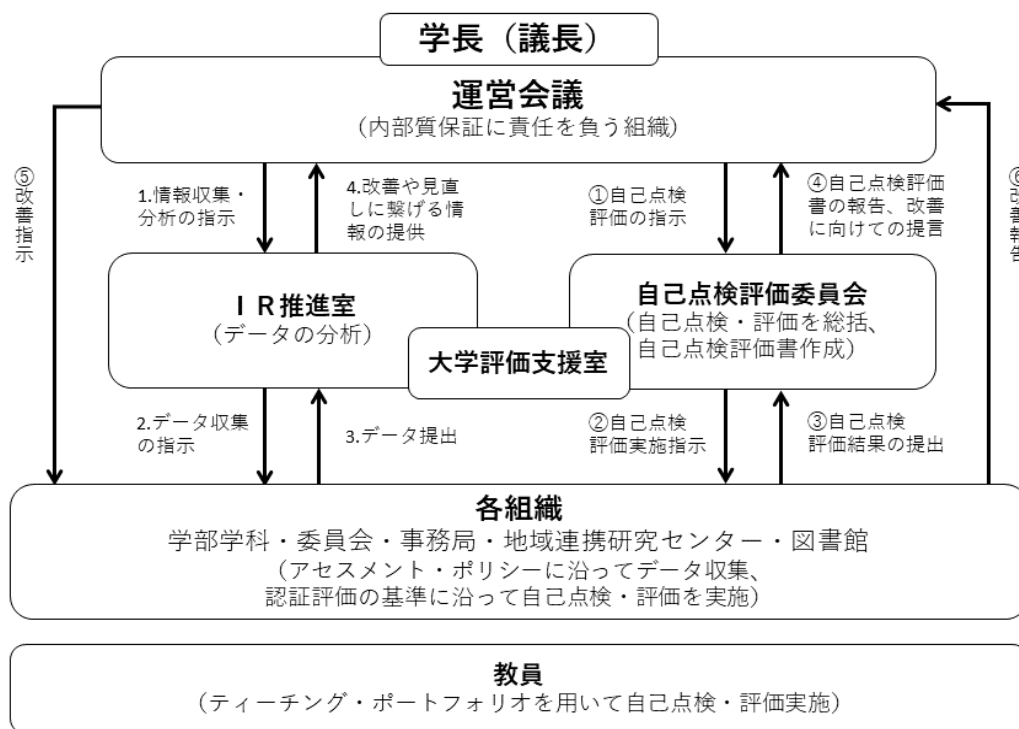 学長（議長）
運営会議
（内部質保証に責任を負う組織）
⑤改善指示
1.情報収集・
分析の指示
4.改善や見直
しに繋げる情
報の提供
①自己点検
評価の指示
④自己点検評価
書の報告、改善
に向けての提言
⑥改善報告
ＩＲ推進室
（データの分析）
自己点検評価委員会
（自己点検・評価を総括、
自己点検評価書作成）
大学評価支援室
2.データ収集
の指示
3.データ提出
②自己点検
評価実施指示
③自己点検
評価結果の提出
各組織
学部学科・委員会・事務局・地域連携研究センター・図書館
（アセスメント・ポリシーに沿ってデータ収集、
認証評価の基準に沿って自己点検・評価を実施）
教員
（ティーチング・ポートフォリオを用いて自己点検・評価実施）